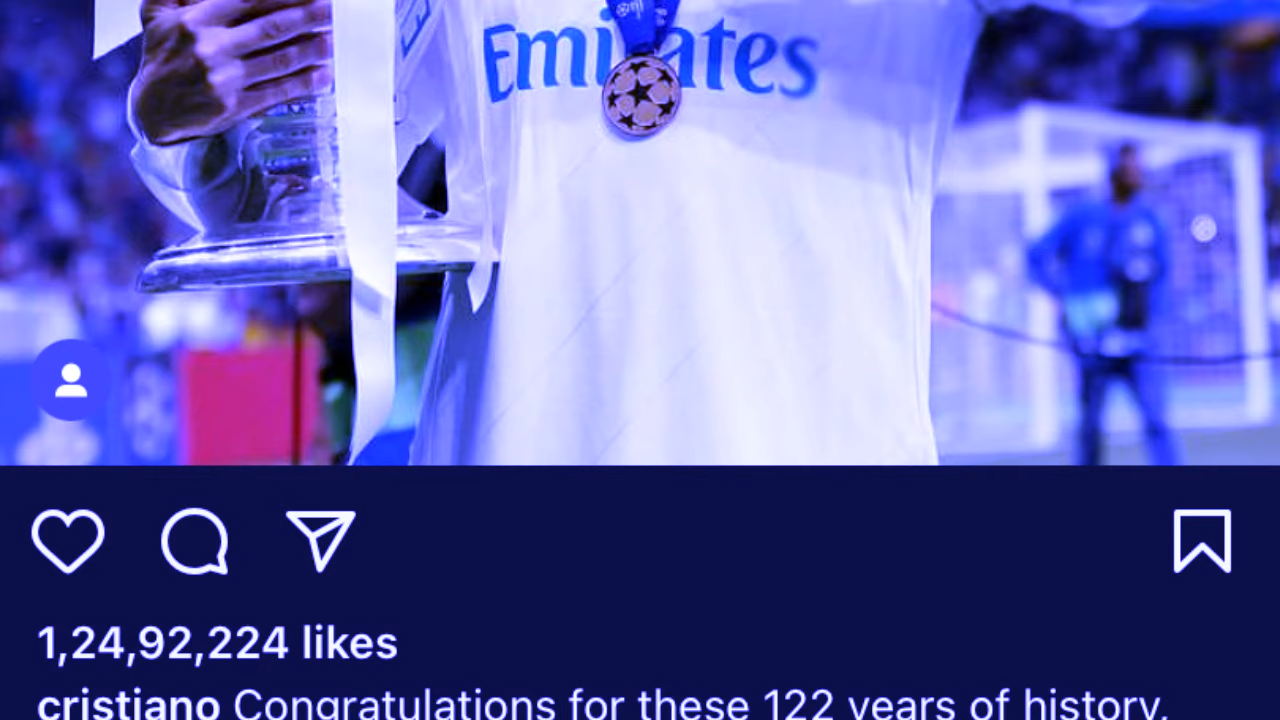 Emirates
1,24,92,224 likes
cristiano Congratulations for these 122 years of history,